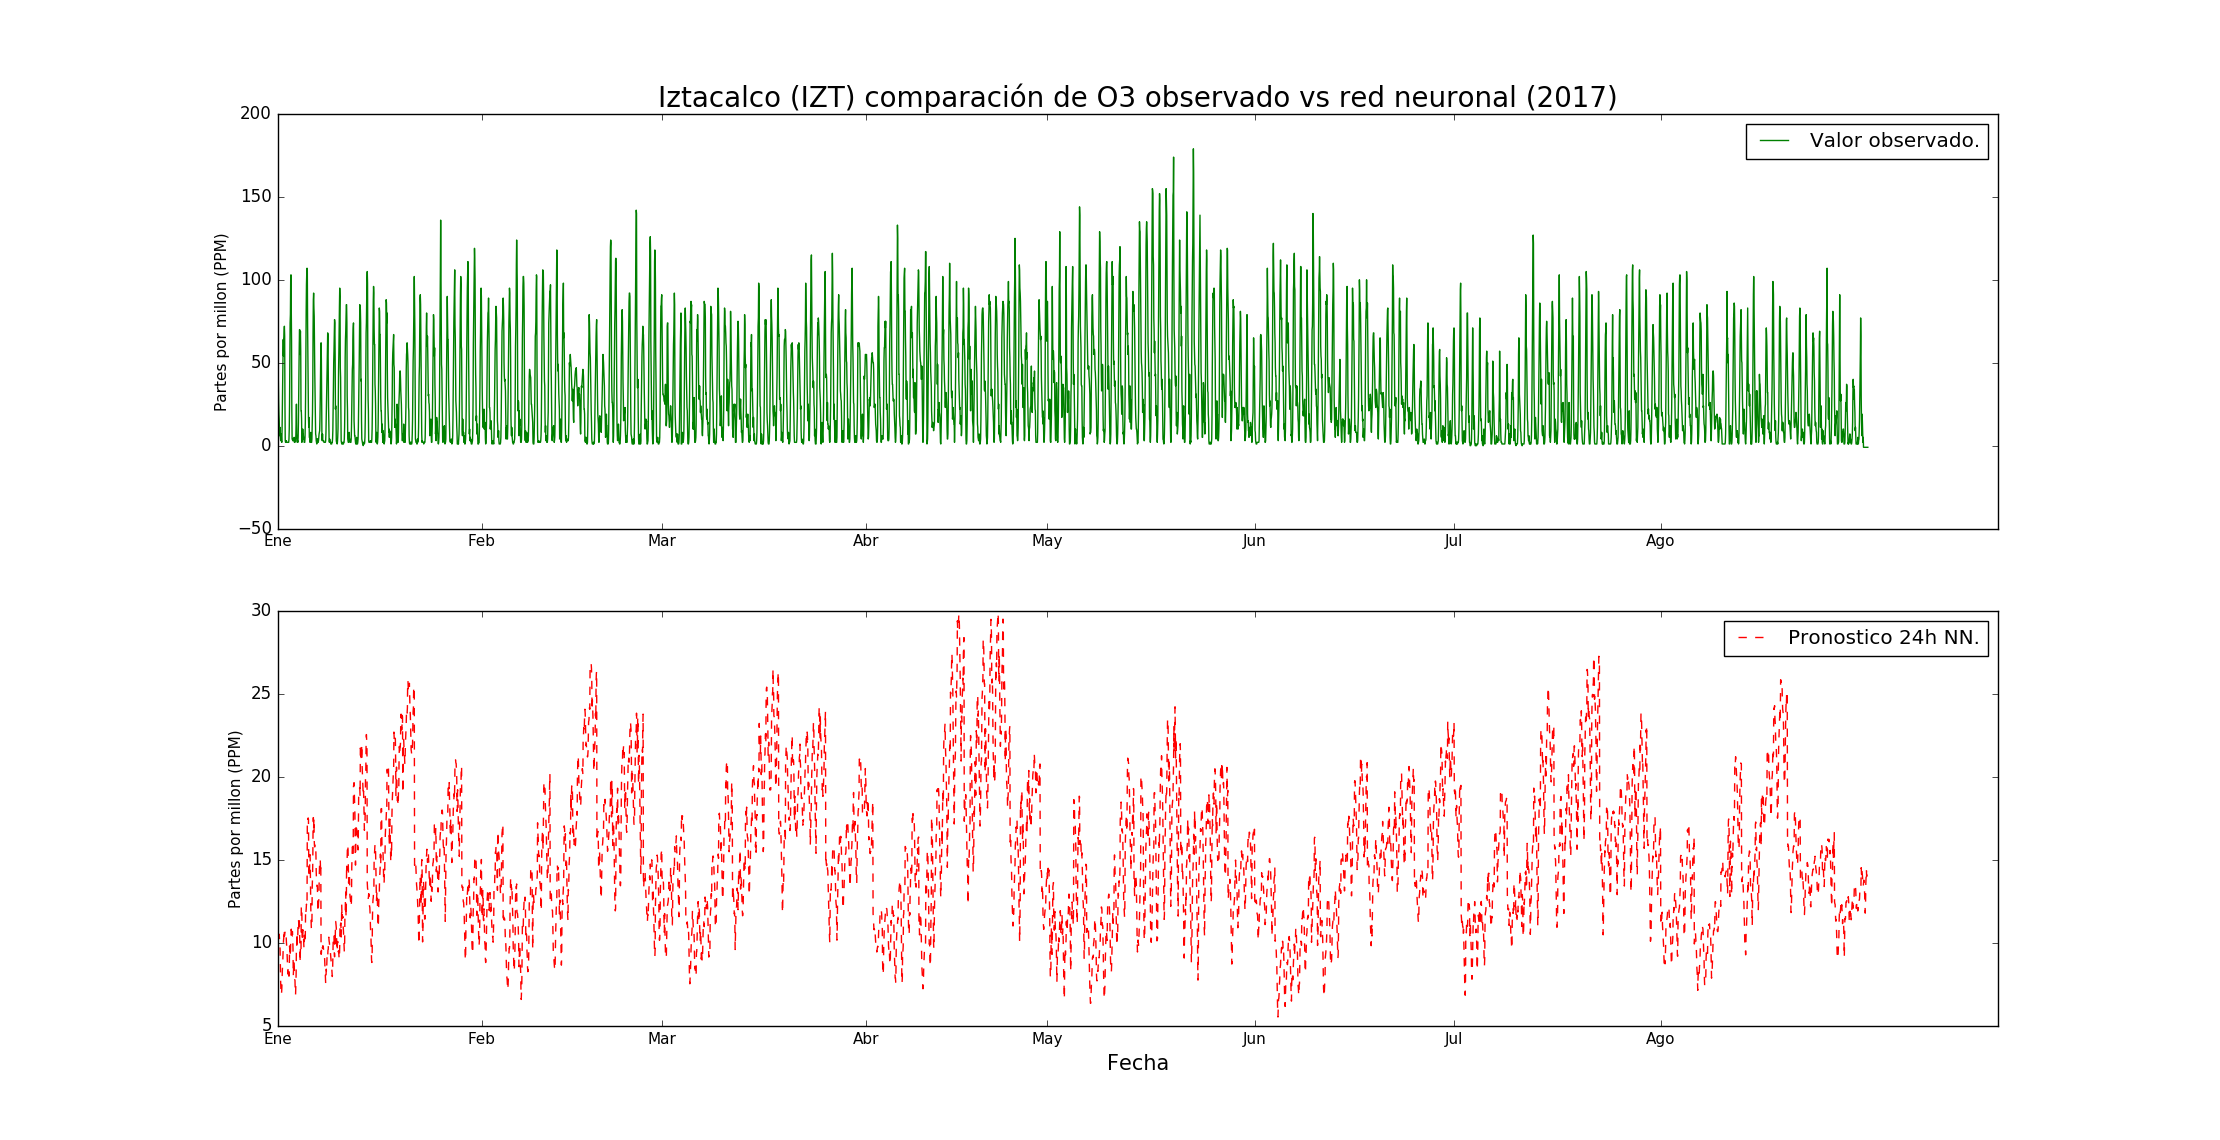 Iztacalco (IZT) comparación de O3 observado vs red neuronal (2017)
200
150
100
50
0
−50
Partes por millon (PPM)
Valor observado.
Ene Feb Mar Abr May Jun Jul Ago
30
25
20
15
10
5
Partes por millon (PPM)
Pronostico 24h NN.
Ene Feb Mar Abr May Jun Jul Ago
Fecha